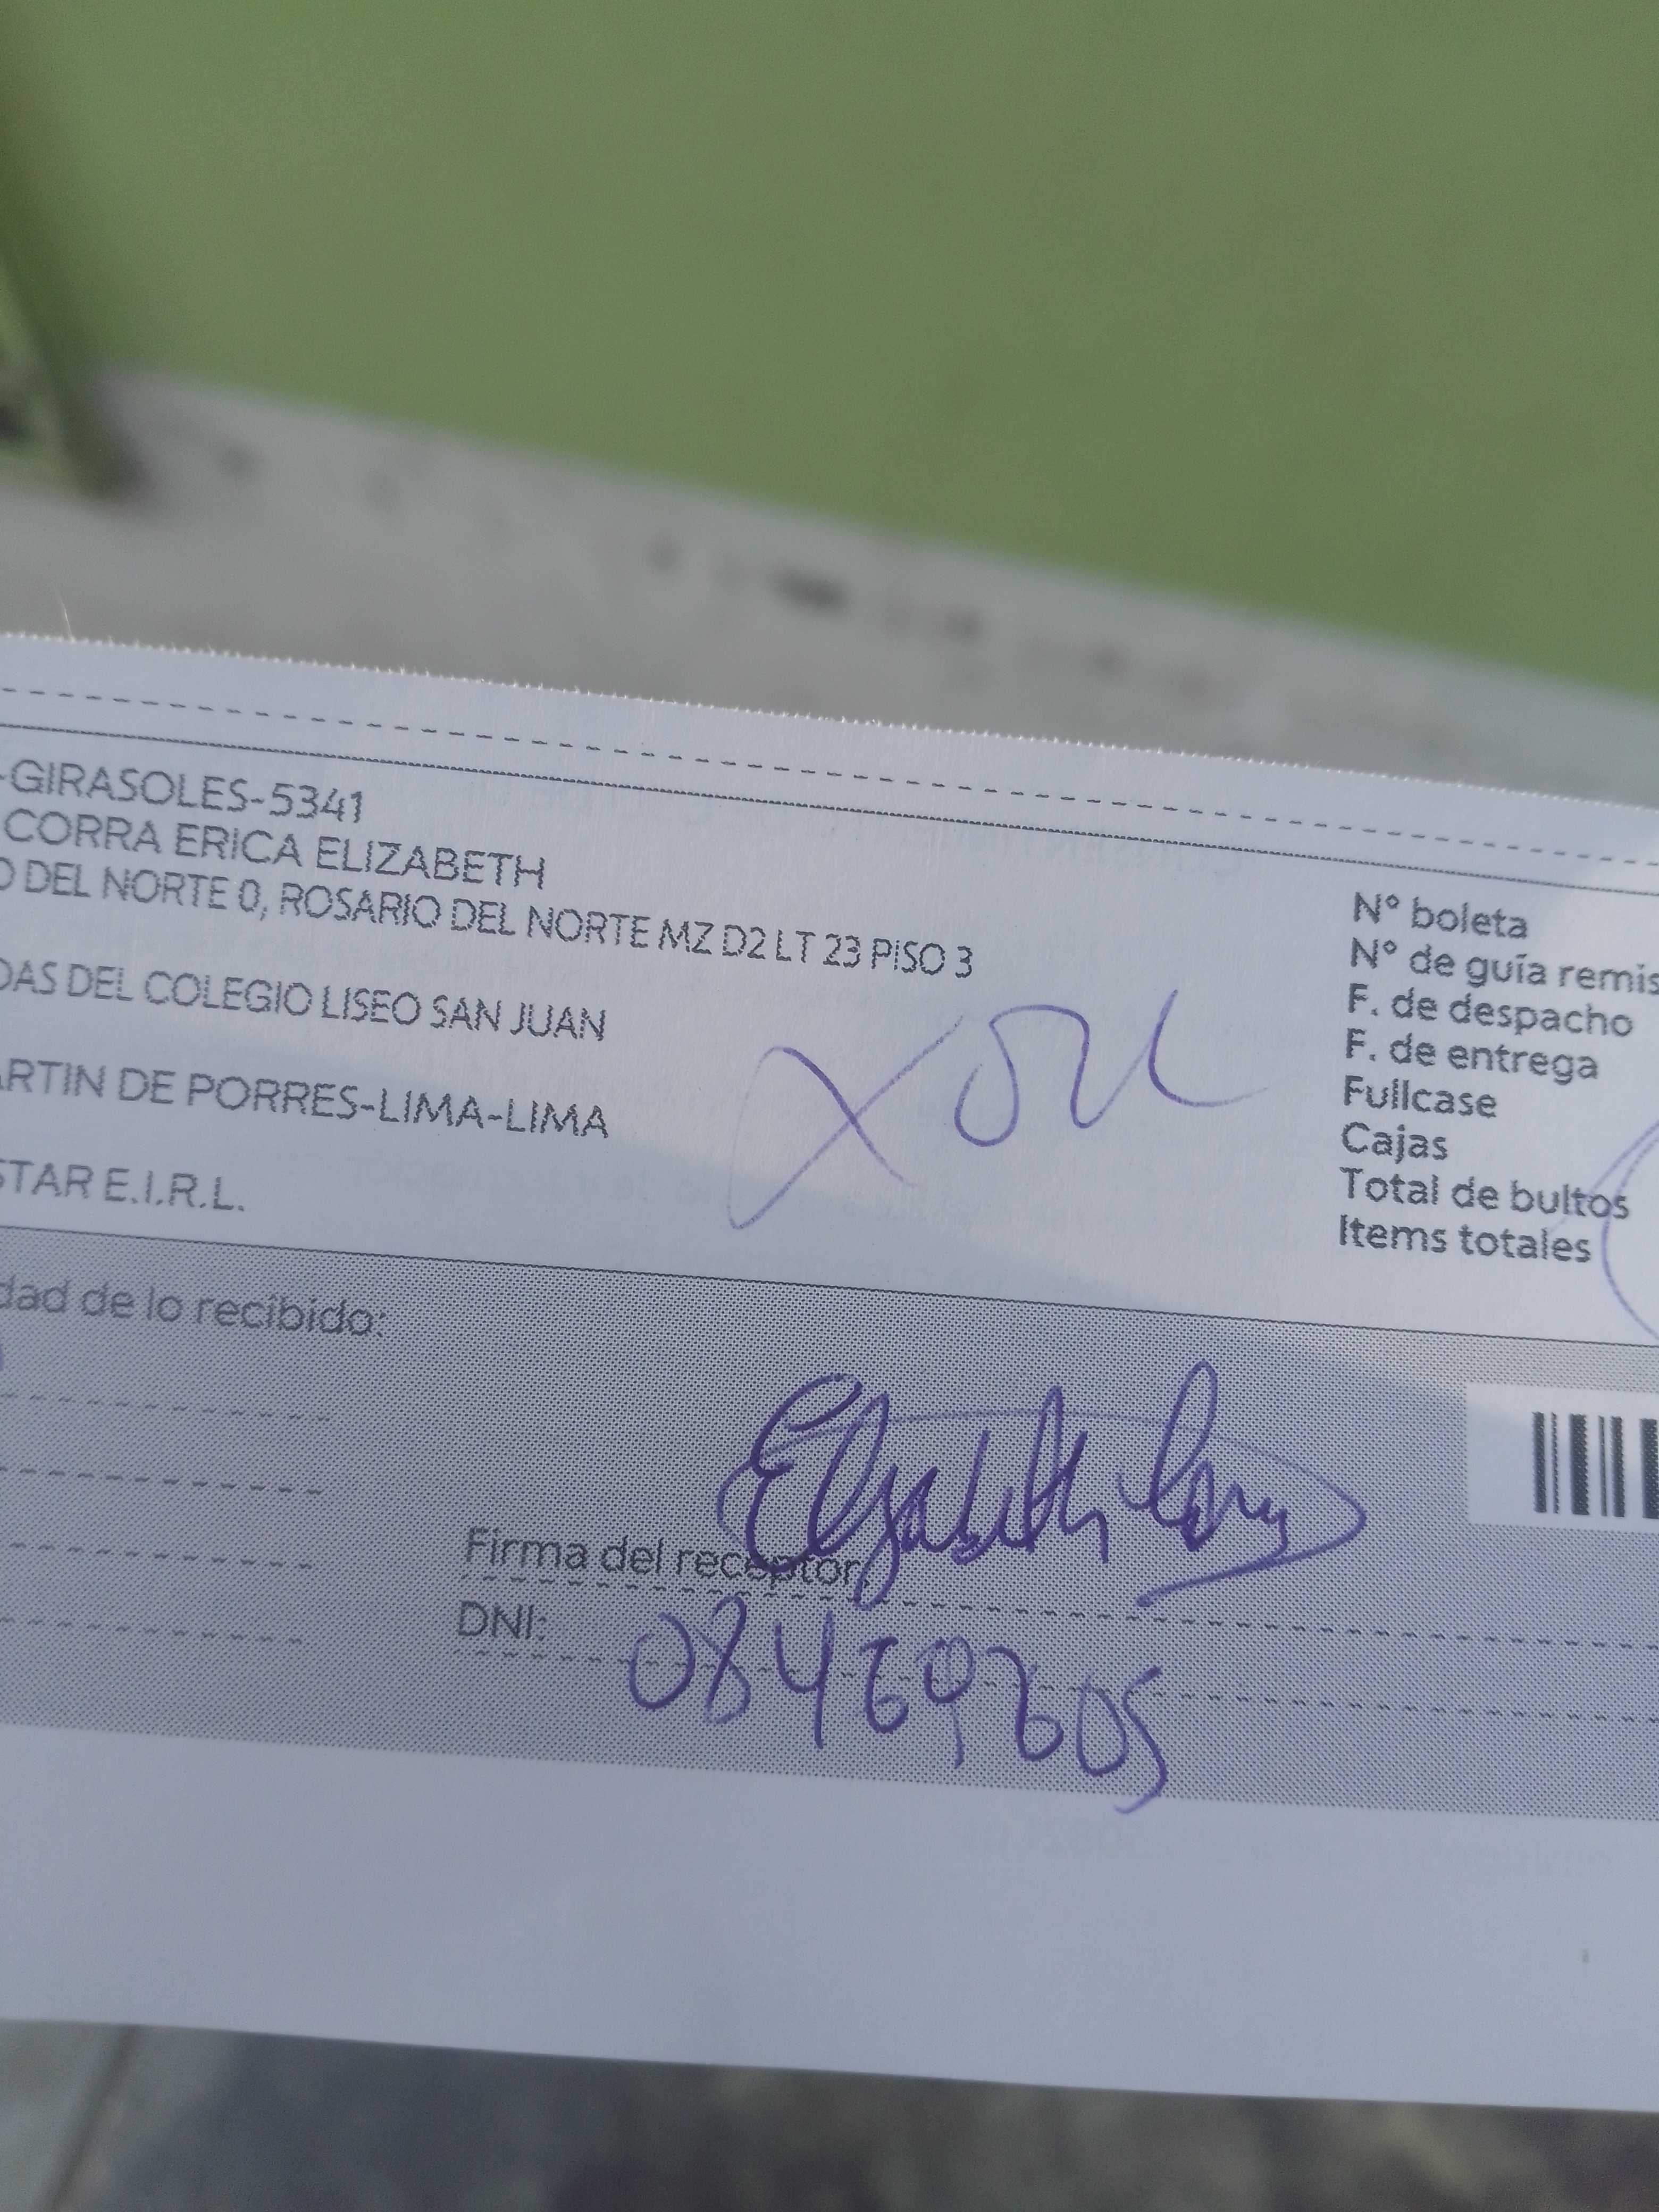 -GIRASOLES-5341
CORRA ERICA ELIZABETH
O DEL NORTE 0, ROSARIO DEL NORTE MZ D2 LT 23 PISO 3
DAS DEL COLEGIO LISEO SAN JUAN
ARTIN DE PORRES-LIMA-LIMA
STAR E.I.R.L.
N° boleta
N° de guía remis
F. de despacho
F. de entrega
Fullcase
Cajas
Total de bultos
Items totales
dad de lo recibido:
Elizabeth
Firma del receptor,
DNI: 08469605